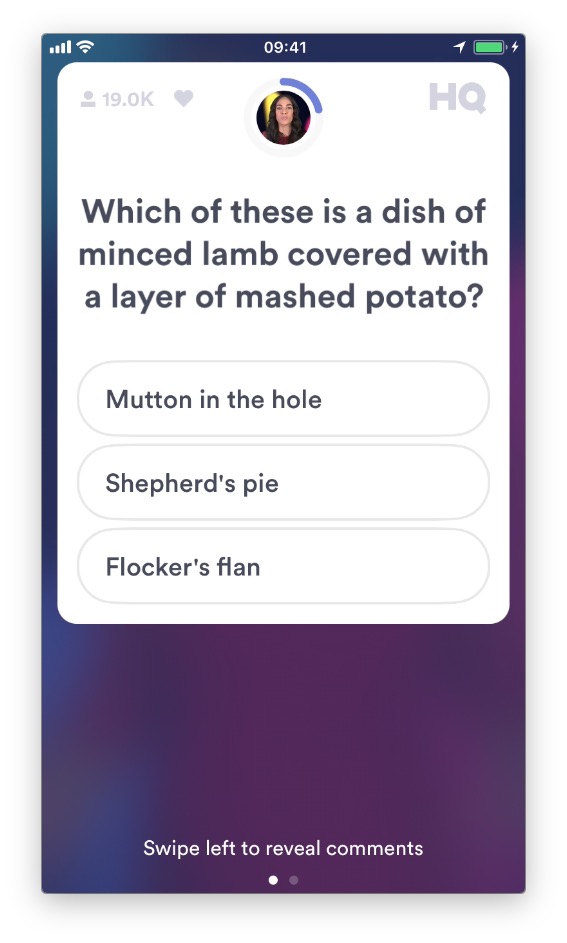 09:41
19.0K
HQ
Which of these is a dish of
minced lamb covered with
a layer of mashed potato?
Mutton in the hole
Shepherd's pie
Flocker's flan
Swipe left to reveal comments